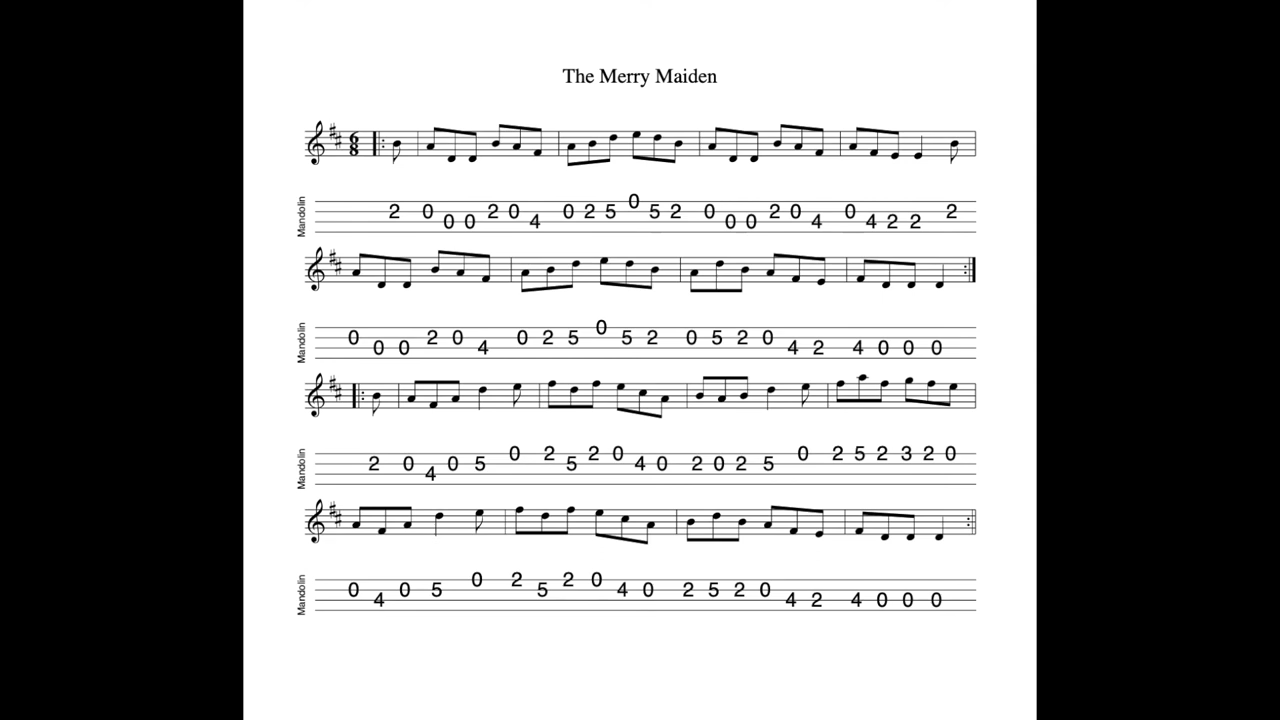 The Merry Maiden
6
8
Mandolin
2 0 0 0 2 0 4 0 2 5 0 5 2 0 0 0 2 0 4 0 4 2 2 2
Mandolin
0 0 0 2 0 4 0 2 5 0 5 2 0 5 2 0 4 2 4 0 0 0
Mandolin
2 0 4 0 5 0 2 5 2 0 4 0 2 0 2 5 0 2 5 2 3 2 0
Mandolin
0 4 0 5 0 2 5 2 0 4 0 2 5 2 0 4 2 4 0 0 0